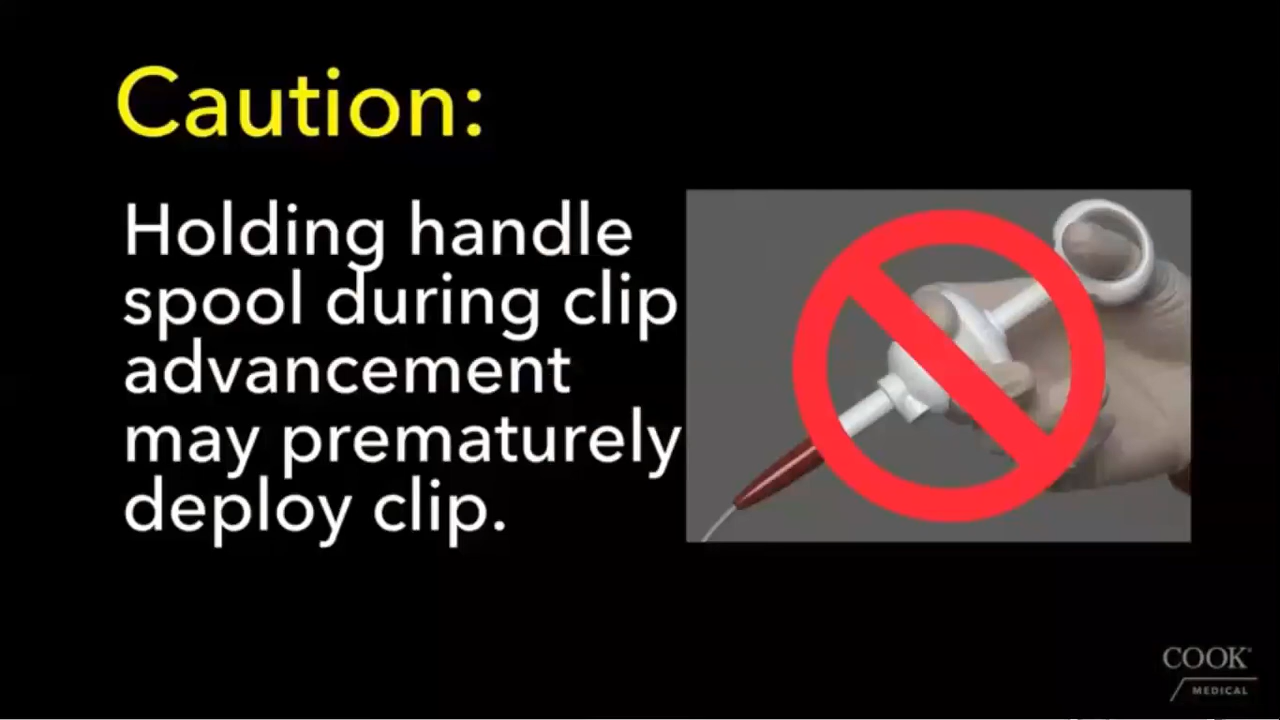 Caution:
Holding handle
spool during clip
advancement
may prematurely
deploy clip.
COOK®
MEDICAL